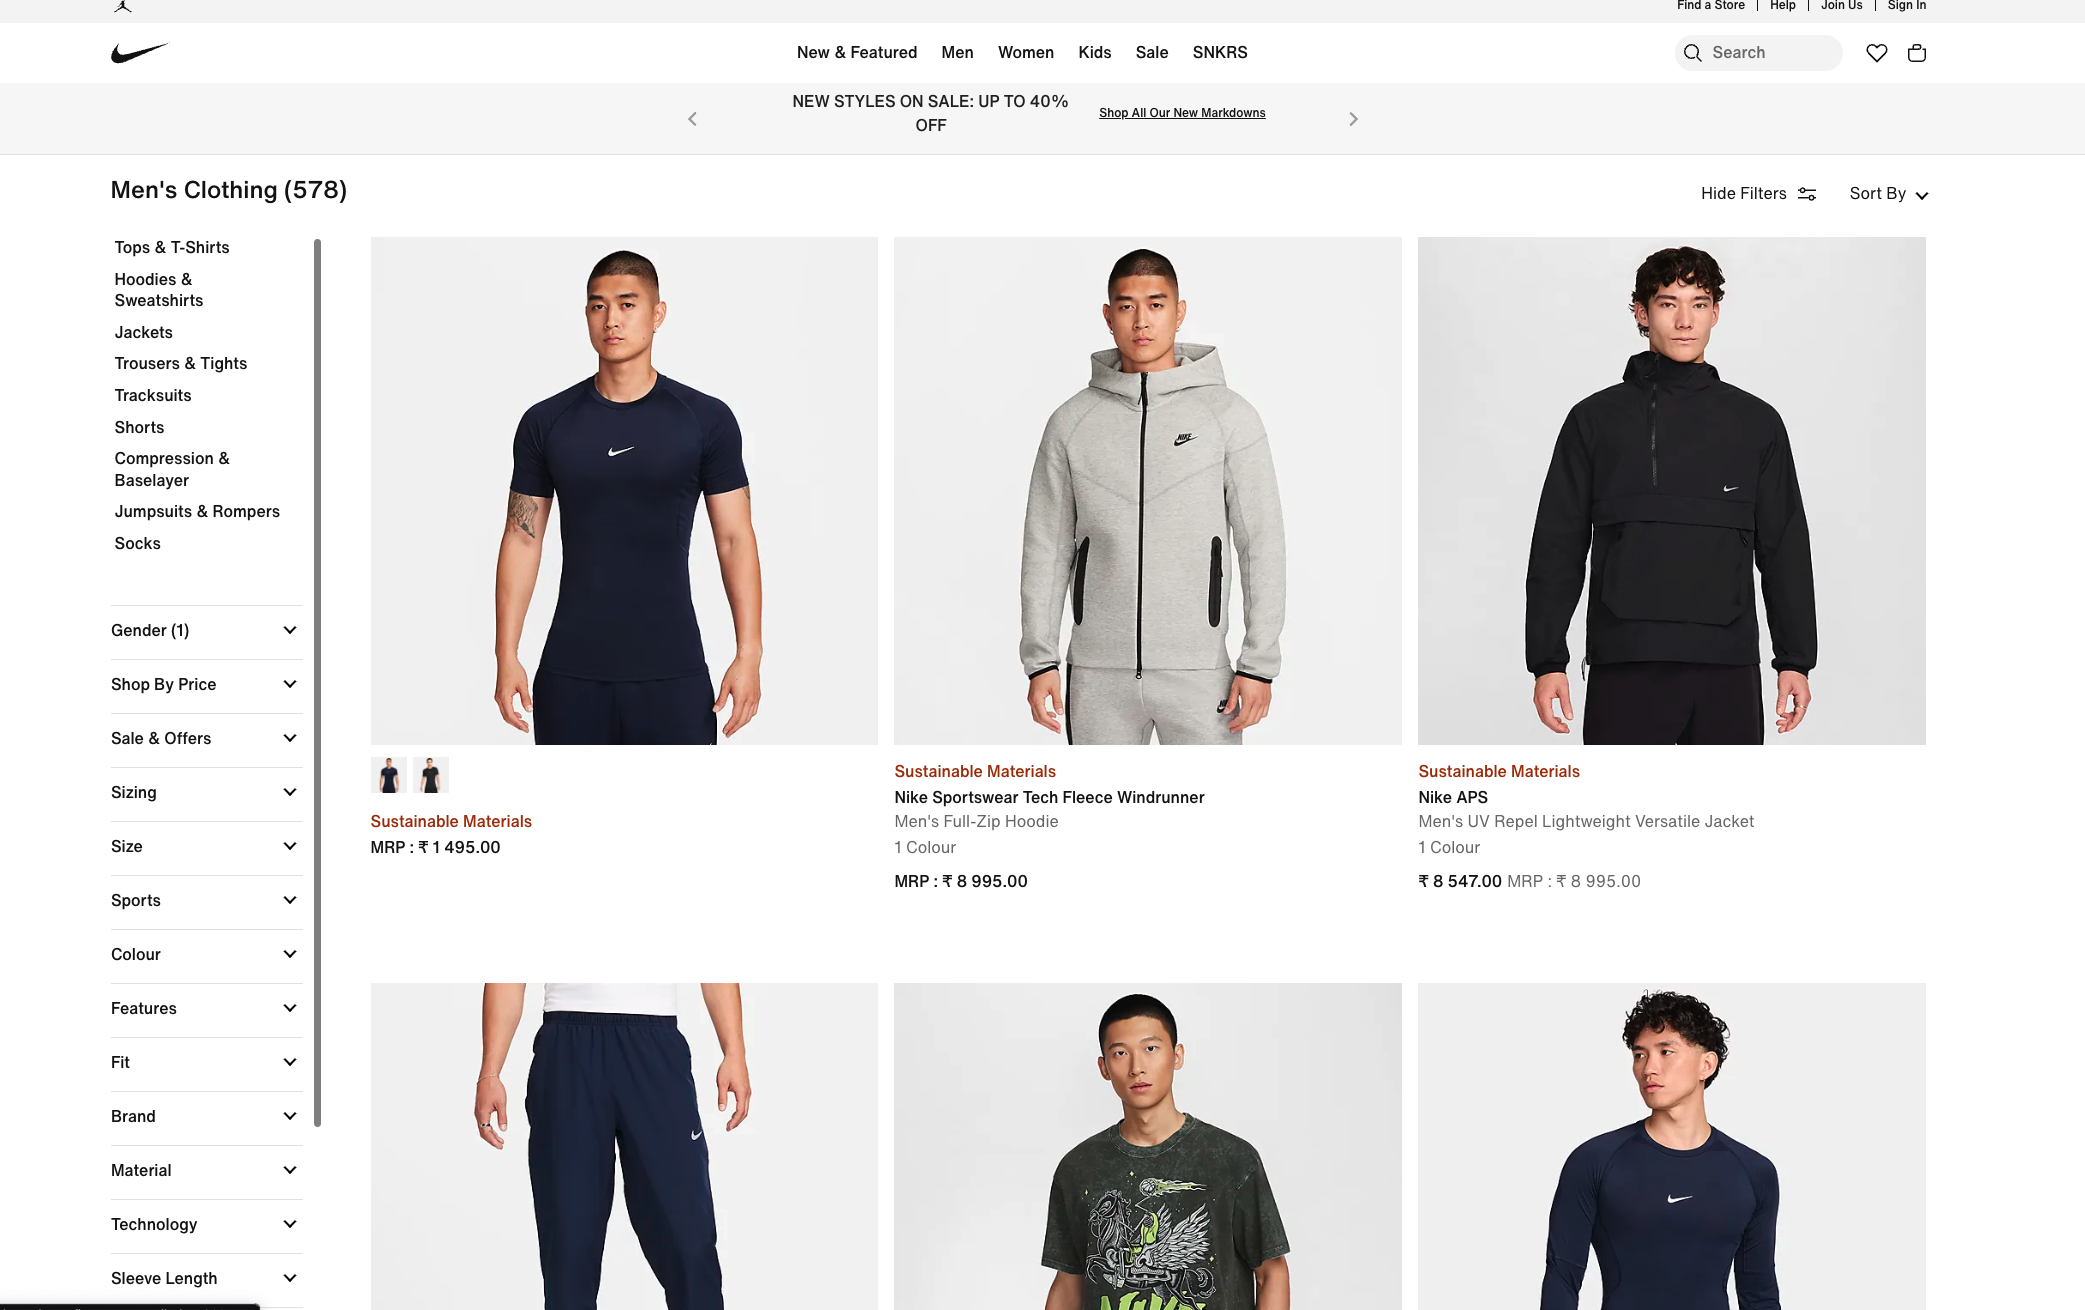 Find a Store
Help
Join Us
Sign In
New & Featured
Men
Women
Kids
Sale
SNKRS
Search
NEW STYLES ON SALE: UP TO 40%
OFF
Shop All Our New Markdowns
Men's Clothing (578)
Hide Filters
Sort By
Tops & T-Shirts
Hoodies &
Sweatshirts
Jackets
Trousers & Tights
Tracksuits
Shorts
Compression &
Baselayer
Jumpsuits & Rompers
Socks
Gender (1)
Shop By Price
Sale & Offers
Sizing
Size
Sports
Colour
Features
Fit
Brand
Material
Technology
Sleeve Length
NIKE
Sustainable Materials
MRP : ₹ 1 495.00
Sustainable Materials
Nike Sportswear Tech Fleece Windrunner
Men's Full-Zip Hoodie
1 Colour
MRP : ₹ 8 995.00
Sustainable Materials
Nike APS
Men's UV Repel Lightweight Versatile Jacket
1 Colour
₹ 8 547.00 MRP : ₹ 8 995.00
NIKE